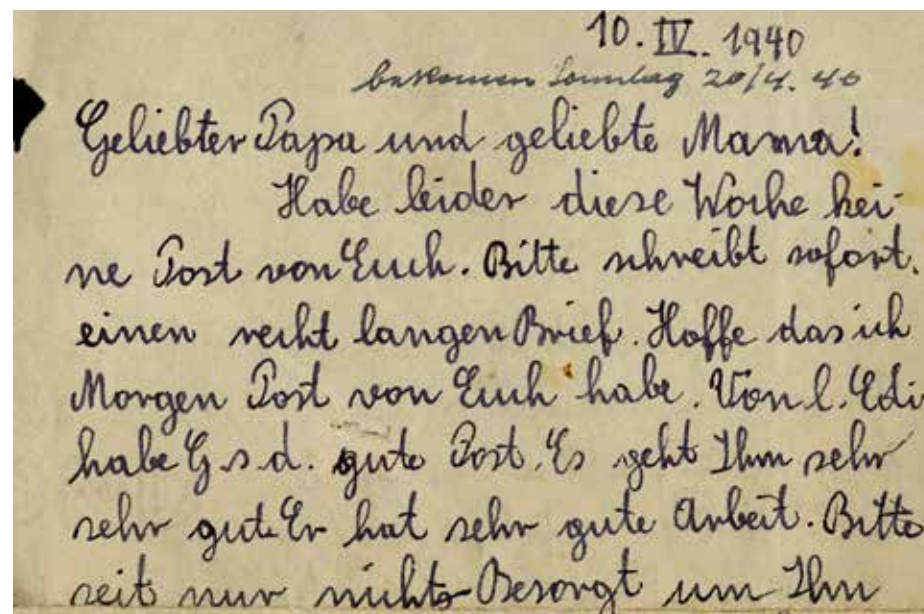 10. IV. 1940
bekomen Sonntag 20/4. 40
Geliebter Papa und geliebte Mama!
Habe leider diese Woche kei-
ne Post von Euch. Bitte schreibt sofort.
einen recht langen Brief. Hoffe das ich
Morgen Post von Euch habe. Von l. Edi
habe G. s. d. gute Post. Es geht Ihm sehr
sehr gut. Er hat sehr gute Arbeit. Bitte
seit nur nichts Besorgt um Ihm